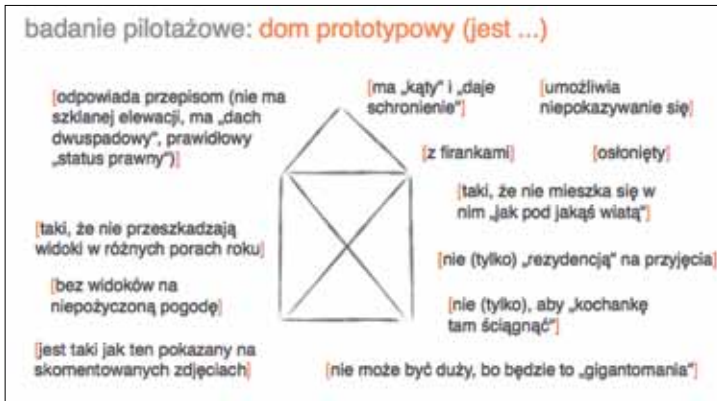 badanie pilotażowe: dom prototypowy (jest ...)
[odpowiada przepisom (nie ma
szklanej elewacji, ma „dach
dwuspadowy”, prawidłowy
„status prawny”)]
[ma „kąty” i „daje
schronienie”]
[umożliwia
niepokazywanie się]
[z firankami]
[osłonięty]
[taki, że nie mieszka się w
nim „jak pod jakąś wiatą”]
[taki, że nie przeszkadzają
widoki w różnych porach roku]
[nie (tylko) „rezydencją” na przyjęcia]
[bez widoków na
niepożyczoną pogodę]
[nie (tylko), aby „kochankę
tam ściągnąć”]
[jest taki jak ten pokazany na
skomentowanych zdjęciach]
[nie może być duży, bo będzie to „gigantomania”]